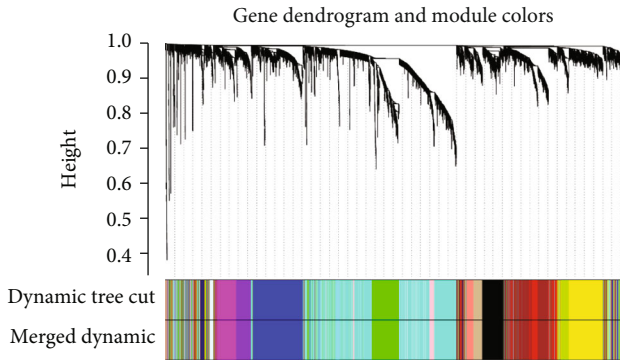 Gene dendrogram and module colors
1.0
0.9
0.8
0.7
0.6
0.5
0.4
Height
Dynamic tree cut
Merged dynamic